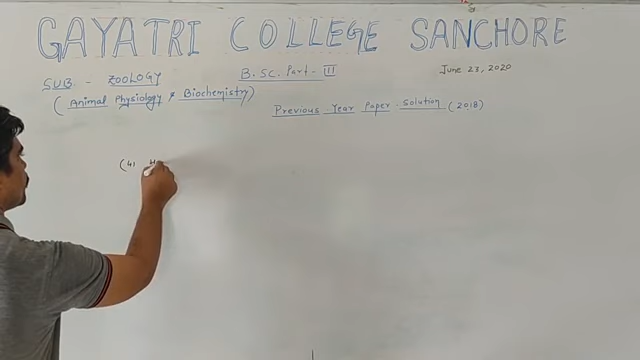 GAYATRI COLLEGE SANCHORE
SUB - ZOOLOGY B.SC. Part - III June 23, 2020
( Animal Physiology & Biochemistry)
Previous Year Paper Solution (2018)
(4) H